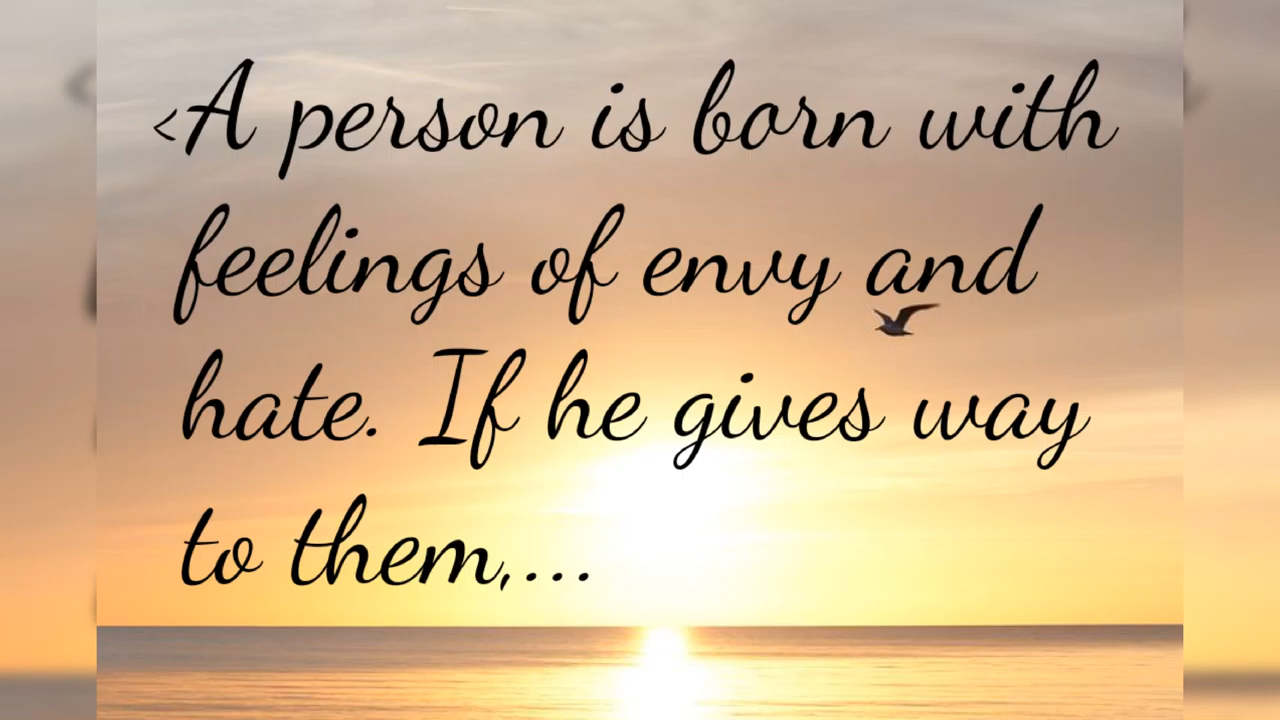 <A person is born with
feelings of envy and
hate. If he gives way
to them,...